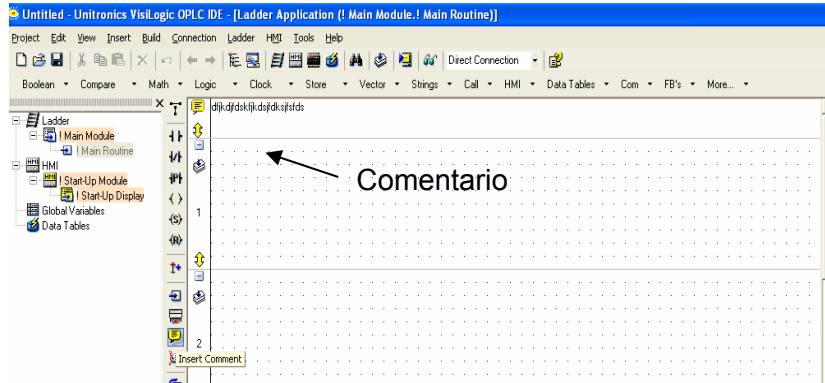 Untitled - Unitronics VisiLogic OPLC IDE - [Ladder Application (! Main Module.! Main Routine)]
Project Edit View Insert Build Connection Ladder HMI Tools Help
Direct Connection
Boolean Compare Math Logic Clock Store Vector Strings Call HMI Data Tables Com FB's More...
Ladder
! Main Module
! Main Routine
HMI
! Start-Up Module
! Start-Up Display
Global Variables
Data Tables
Insert Comment
Comentario
1
2